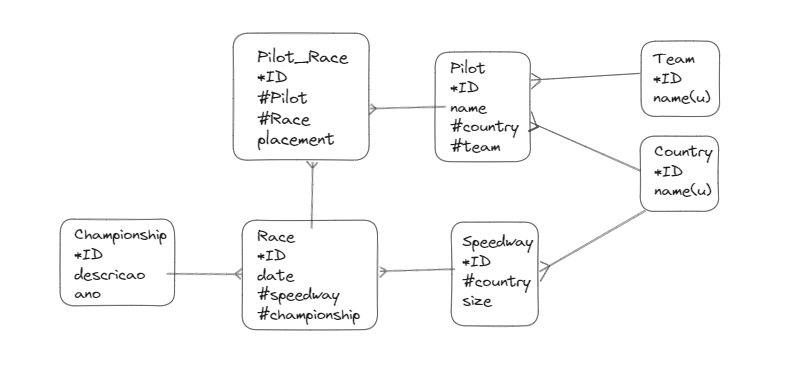 Pilot_Race
*ID
#Pilot
#Race
placement
Pilot
*ID
name
#country
#team
Team
*ID
name(u)
Country
*ID
name(u)
Championship
*ID
descricao
ano
Race
*ID
date
#speedway
#championship
Speedway
*ID
#country
size